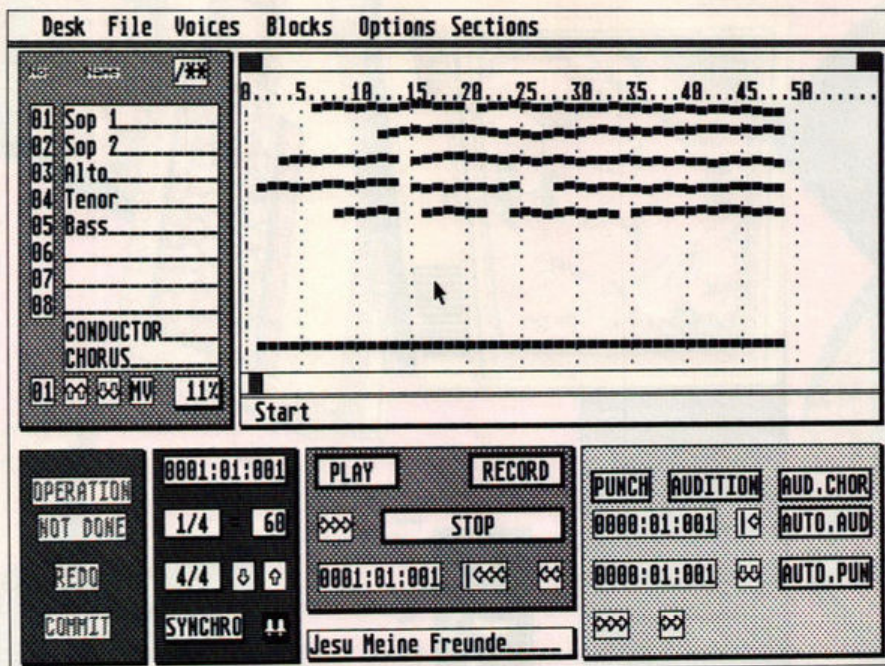 Desk File Voices Blocks Options Sections
No: Name /**
0....5....10....15....20....25....30....35....40....45....50.......
01 Sop 1
02 Sop 2
03 Alto
04 Tenor
05 Bass
06
07
08
CONDUCTOR
CHORUS
01 MV 11%
Start
OPERATION
NOT DONE
REDO
COMMIT
0001:01:001
1/4 = 60
4/4
SYNCHRO
PLAY RECORD
STOP
0001:01:001
Jesu Meine Freunde
PUNCH AUDITION AUD.CHOR
0000:01:001 AUTO.AUD
0000:01:001 AUTO.PUN